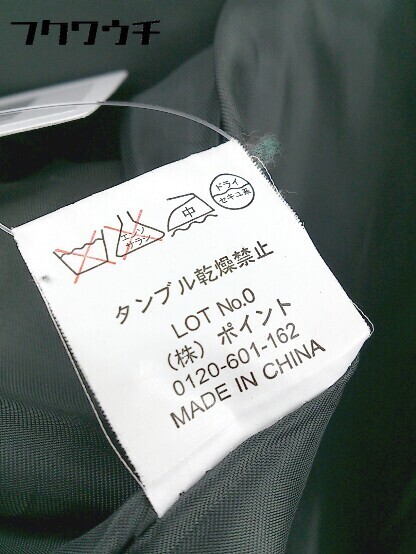 フクワウチ
エンソ
サラシ
中
ドライ
セキユ系
タンブル乾燥禁止
LOT No.0
(株) ポイント
0120-601-162
MADE IN CHINA